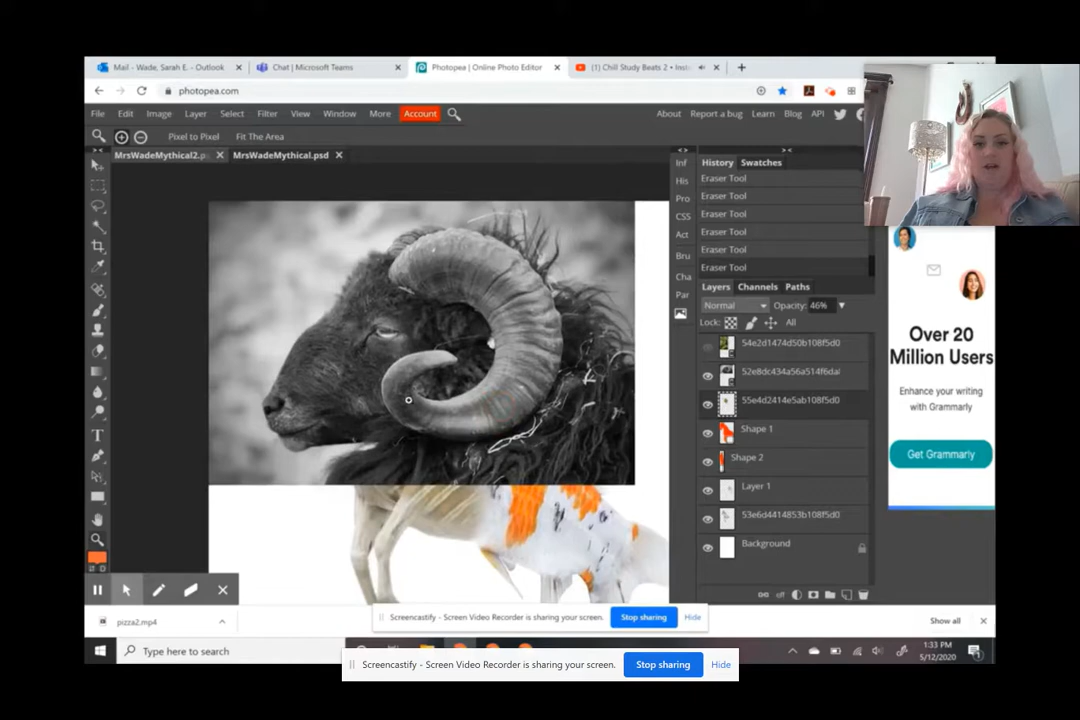 Mail - Wade, Sarah E. - Outlook
Chat | Microsoft Teams
Photopea | Online Photo Editor
(1) Chill Study Beats 2 • Inst
photopea.com
File Edit Image Layer Select Filter View Window More Account
About Report a bug Learn Blog API
Pixel to Pixel Fit The Area
MrsWadeMythical2.p
MrsWadeMythical.psd
Inf
His
Pro
CSS
Act
Bru
Cha
Par
History Swatches
Eraser Tool
Eraser Tool
Eraser Tool
Eraser Tool
Eraser Tool
Eraser Tool
Layers Channels Paths
Normal Opacity: 46%
Lock: All
54e2d1474d50b108f5d0
52e8dc434a56a514f6dal
55e4d2414e5ab108f5d0
Shape 1
Shape 2
Layer 1
53e6d4414853b108f5d0
Background
off
Over 20
Million Users
Enhance your writing
with Grammarly
Get Grammarly
pizza2.mp4
Screencastify - Screen Video Recorder is sharing your screen. Stop sharing Hide
Show all
Type here to search
1:33 PM
5/12/2020
Screencastify - Screen Video Recorder is sharing your screen. Stop sharing Hide